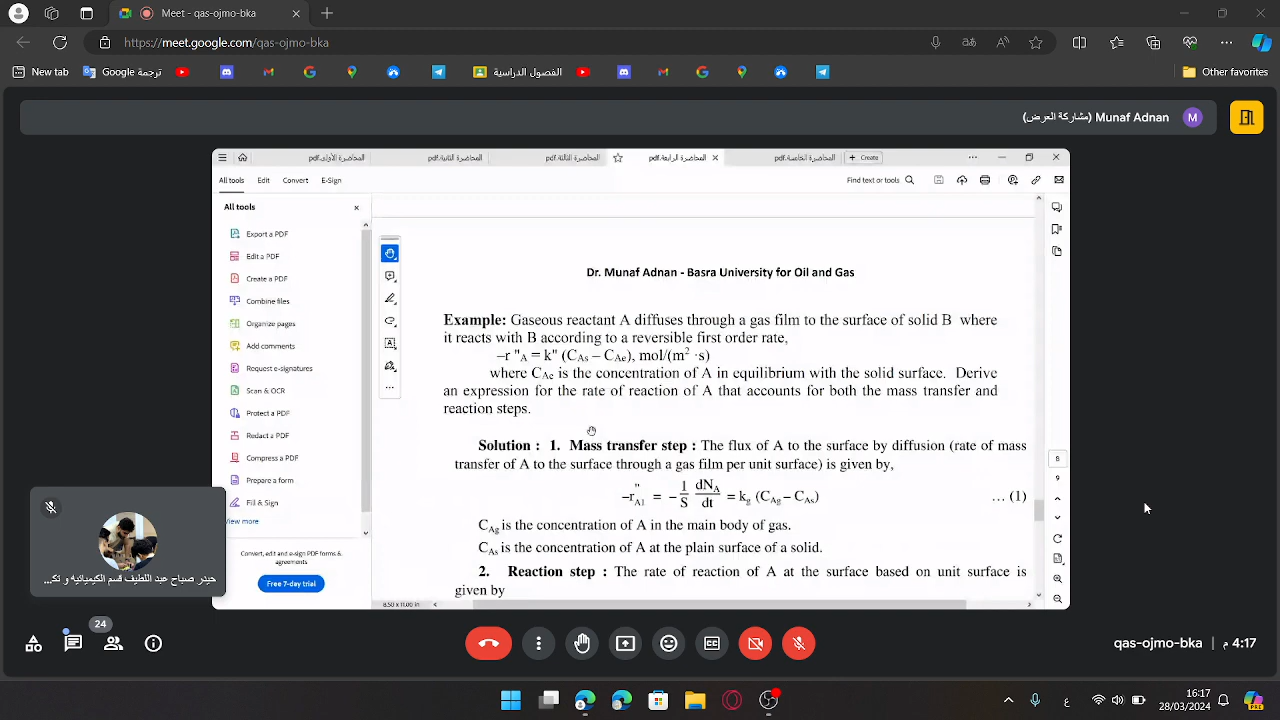 Meet - qas-ojmo-bka
https://meet.google.com/qas-ojmo-bka
New tab
Google ترجمة
الفصول الدراسية
Other favorites
Munaf Adnan (مشاركة العرض)
M
المحاضرة الأولى.pdf
المحاضرة الثانية.pdf
المحاضرة الثالثة.pdf
المحاضرة الرابعة.pdf
المحاضرة الخامسة.pdf
+ Create
All tools
Edit
Convert
E-Sign
Find text or tools
All tools
Export a PDF
Edit a PDF
Create a PDF
Combine files
Organize pages
Add comments
Request e-signatures
Scan & OCR
Protect a PDF
Redact a PDF
Compress a PDF
Prepare a form
Fill & Sign
View more
Convert, edit and e-sign PDF forms &
agreements
Free 7-day trial
Dr. Munaf Adnan - Basra University for Oil and Gas
Example: Gaseous reactant A diffuses through a gas film to the surface of solid B where
it reacts with B according to a reversible first order rate,
–r "A = k" (CAs – CAe), mol/(m² ·s)
where CAe is the concentration of A in equilibrium with the solid surface. Derive
an expression for the rate of reaction of A that accounts for both the mass transfer and
reaction steps.
Solution : 1. Mass transfer step : The flux of A to the surface by diffusion (rate of mass
transfer of A to the surface through a gas film per unit surface) is given by,
–r"A1 = – 1/S dNA/dt = kg (CAg – CAs) ... (1)
CAg is the concentration of A in the main body of gas.
CAs is the concentration of A at the plain surface of a solid.
2. Reaction step : The rate of reaction of A at the surface based on unit surface is
given by
8.50 x 11.00 in
8
9
حيدر صباح عبد اللطيف قسم الكيميائية و تك...
24
qas-ojmo-bka
4:17 م
ع
16:17
28/03/2024